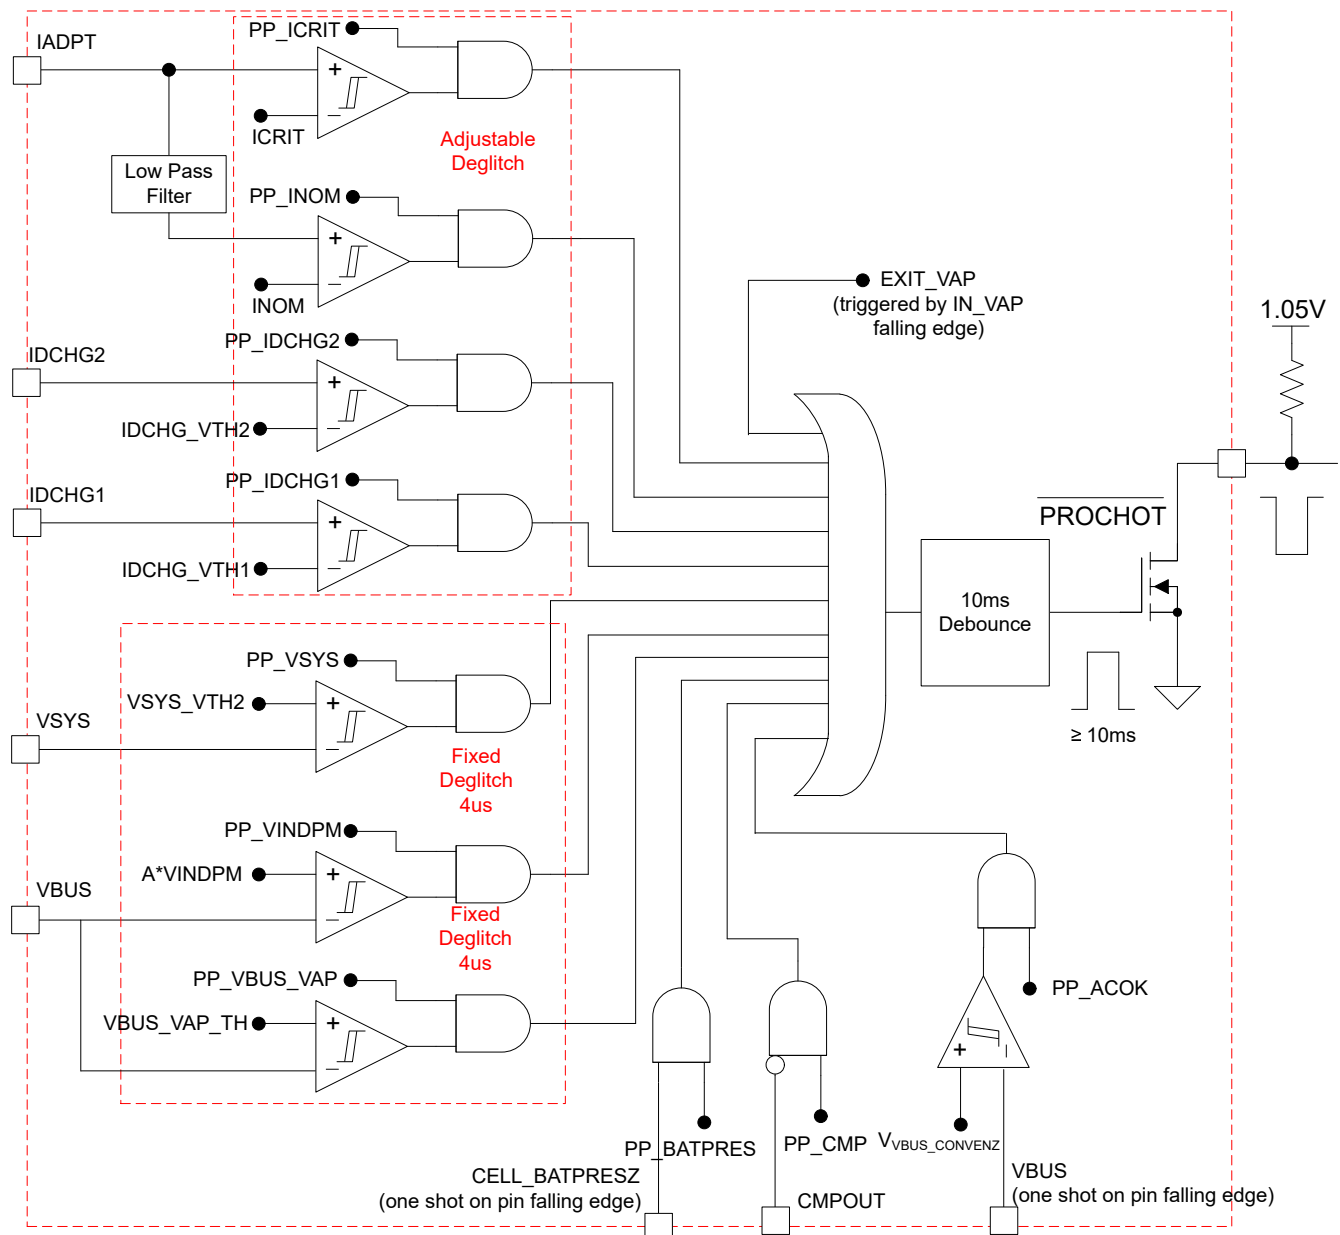 IADPT
PP_ICRIT
ICRIT
Adjustable
Deglitch
Low Pass
Filter
PP_INOM
INOM
EXIT_VAP
(triggered by IN_VAP
falling edge)
1.05V
IDCHG2
PP_IDCHG2
IDCHG_VTH2
IDCHG1
PP_IDCHG1
IDCHG_VTH1
PROCHOT
10ms
Debounce
≥ 10ms
PP_VSYS
VSYS_VTH2
VSYS
Fixed
Deglitch
4us
PP_VINDPM
A*VINDPM
VBUS
Fixed
Deglitch
4us
PP_VBUS_VAP
VBUS_VAP_TH
PP_ACOK
PP_BATPRES
PP_CMP
VVBUS_CONVENZ
CELL_BATPRESZ
(one shot on pin falling edge)
CMPOUT
VBUS
(one shot on pin falling edge)